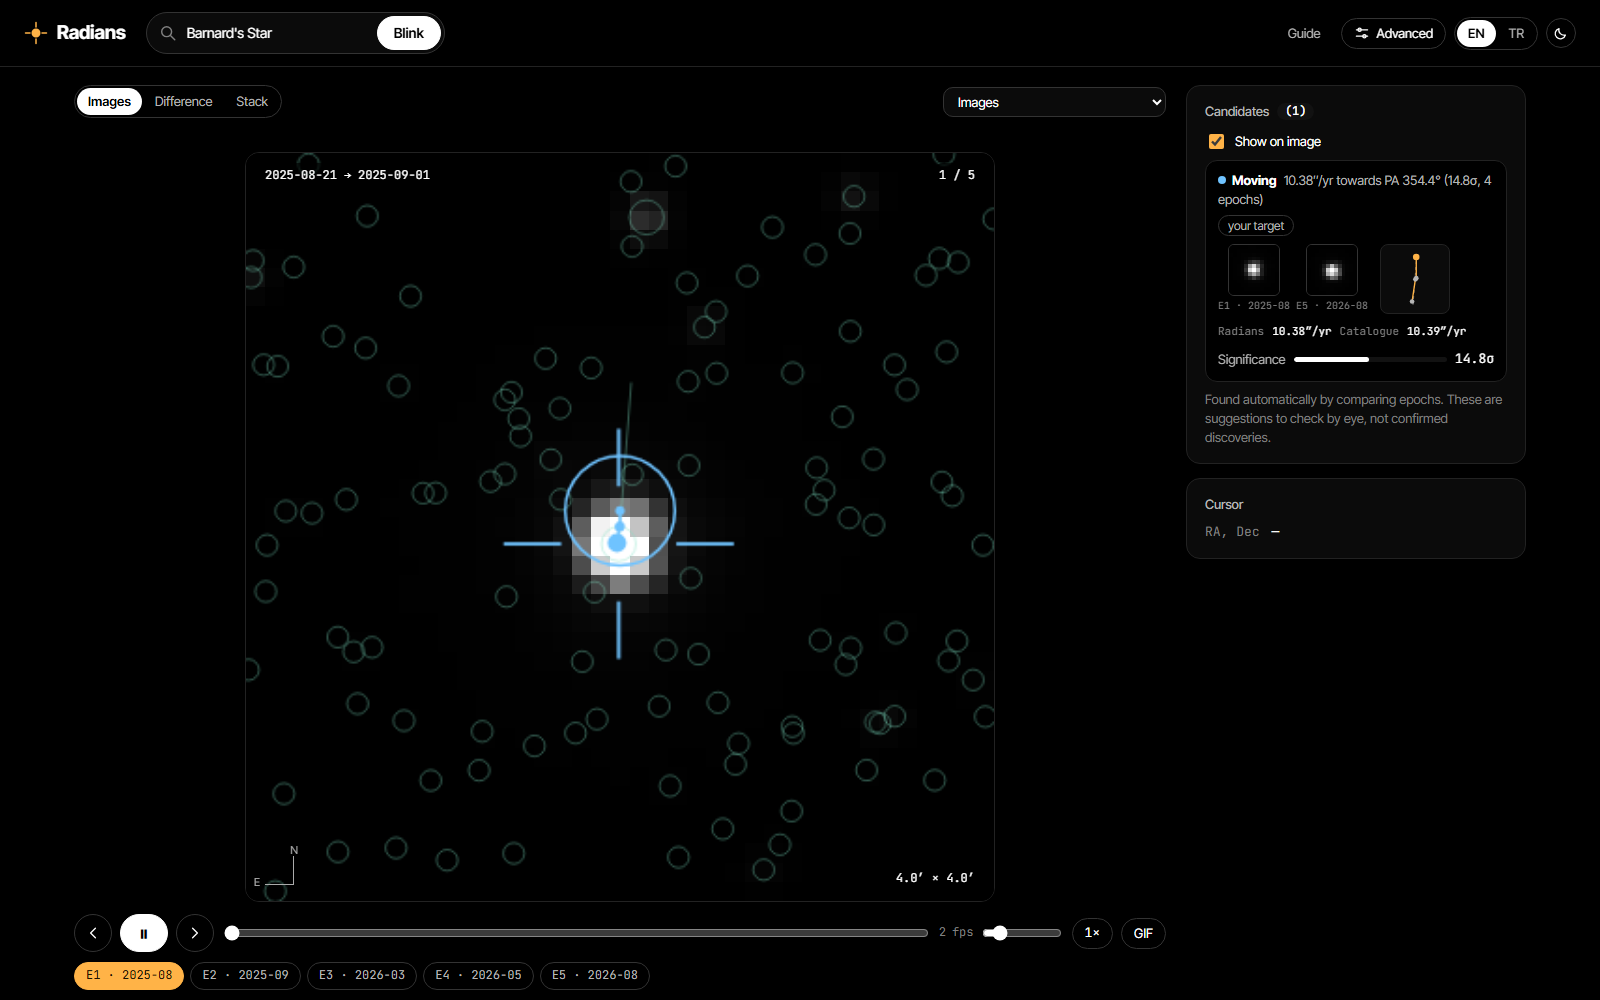 Radians
Barnard's Star
Blink
Guide
Advanced
EN
TR
Images
Difference
Stack
Images
2025-08-21 → 2025-09-01
1 / 5
N
E
4.0′ × 4.0′
2 fps
1×
GIF
E1 · 2025-08
E2 · 2025-09
E3 · 2026-03
E4 · 2026-05
E5 · 2026-08
Candidates (1)
Show on image
Moving 10.38″/yr towards PA 354.4° (14.8σ, 4
epochs)
your target
E1 · 2025-08 E5 · 2026-08
Radians 10.38″/yr Catalogue 10.39″/yr
Significance 14.8σ
Found automatically by comparing epochs. These are
suggestions to check by eye, not confirmed
discoveries.
Cursor
RA, Dec —